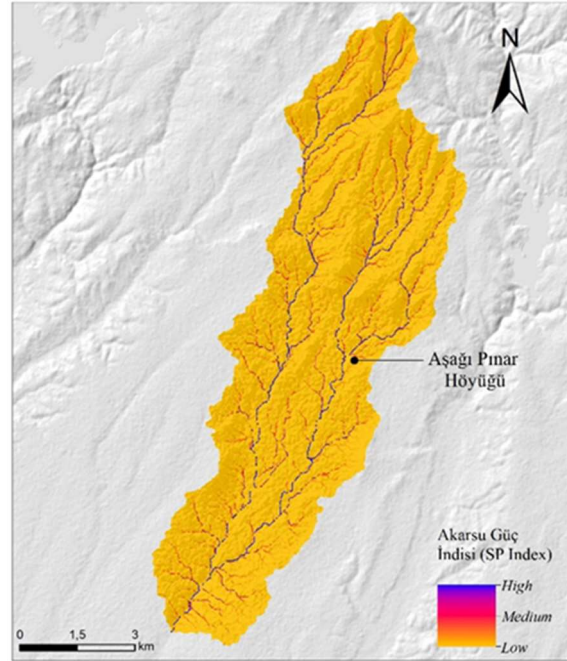 N
Aşağı Pınar
Höyüğü
Akarsu Güç
İndisi (SP Index)
High
Medium
Low
0 1,5 3
km